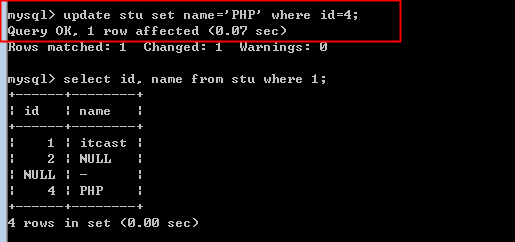 mysql> update stu set name='PHP' where id=4;
Query OK, 1 row affected (0.07 sec)
Rows matched: 1  Changed: 1  Warnings: 0
mysql> select id, name from stu where 1;
+------+--------+
| id   | name   |
+------+--------+
|    1 | itcast |
|    2 | NULL   |
| NULL | -      |
|    4 | PHP    |
+------+--------+
4 rows in set (0.00 sec)